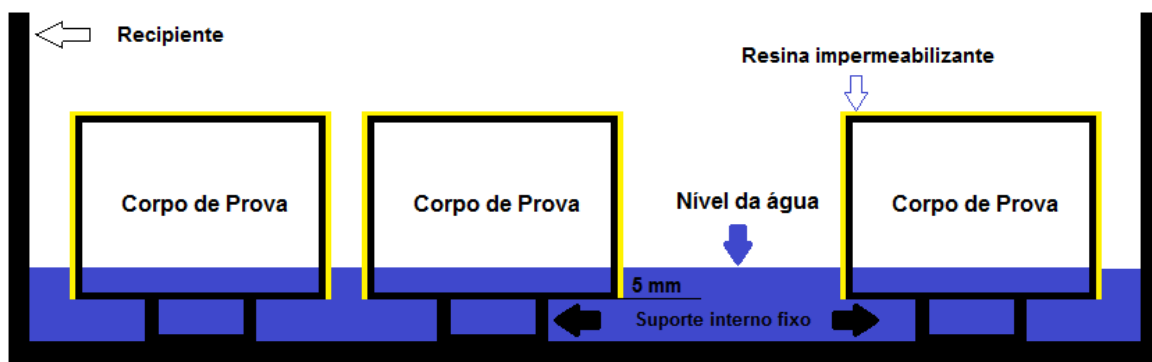 Recipiente
Resina impermeabilizante
Corpo de Prova
Corpo de Prova
Nível da água
Corpo de Prova
5 mm
Suporte interno fixo